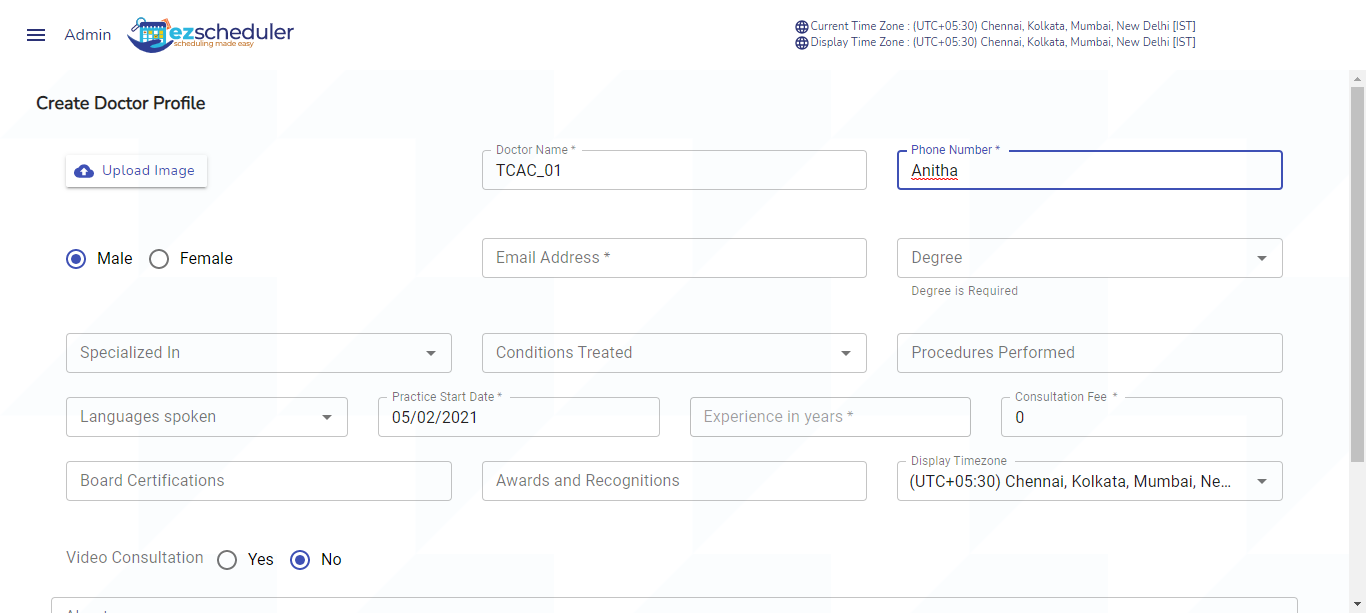 Admin
ezscheduler
scheduling made easy
Current Time Zone : (UTC+05:30) Chennai, Kolkata, Mumbai, New Delhi [IST]
Display Time Zone : (UTC+05:30) Chennai, Kolkata, Mumbai, New Delhi [IST]
Create Doctor Profile
Upload Image
Doctor Name *
TCAC_01
Phone Number *
Anitha
Male
Female
Email Address *
Degree
Degree is Required
Specialized In
Conditions Treated
Procedures Performed
Languages spoken
Practice Start Date *
05/02/2021
Experience in years *
Consultation Fee *
0
Board Certifications
Awards and Recognitions
Display Timezone
(UTC+05:30) Chennai, Kolkata, Mumbai, Ne...
Video Consultation
Yes
No